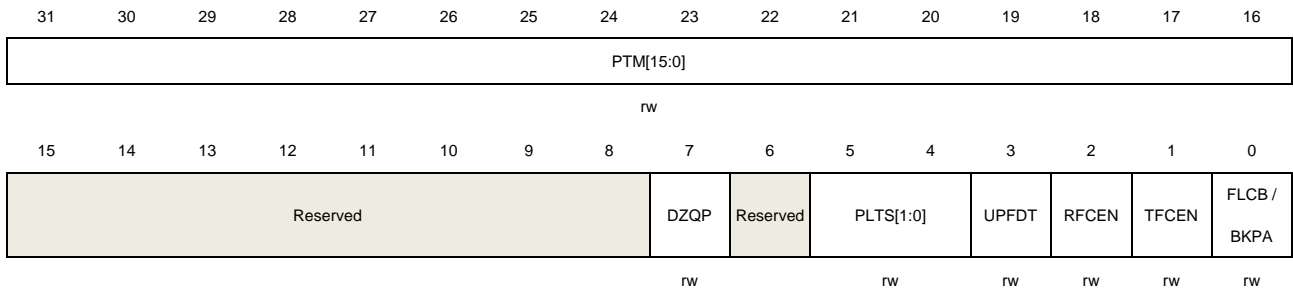 31 30 29 28 27 26 25 24 23 22 21 20 19 18 17 16
PTM[15:0]
rw
15 14 13 12 11 10 9 8 7 6 5 4 3 2 1 0
Reserved DZQP Reserved PLTS[1:0] UPFDT RFCEN TFCEN FLCB /
BKPA
rw rw rw rw rw rw